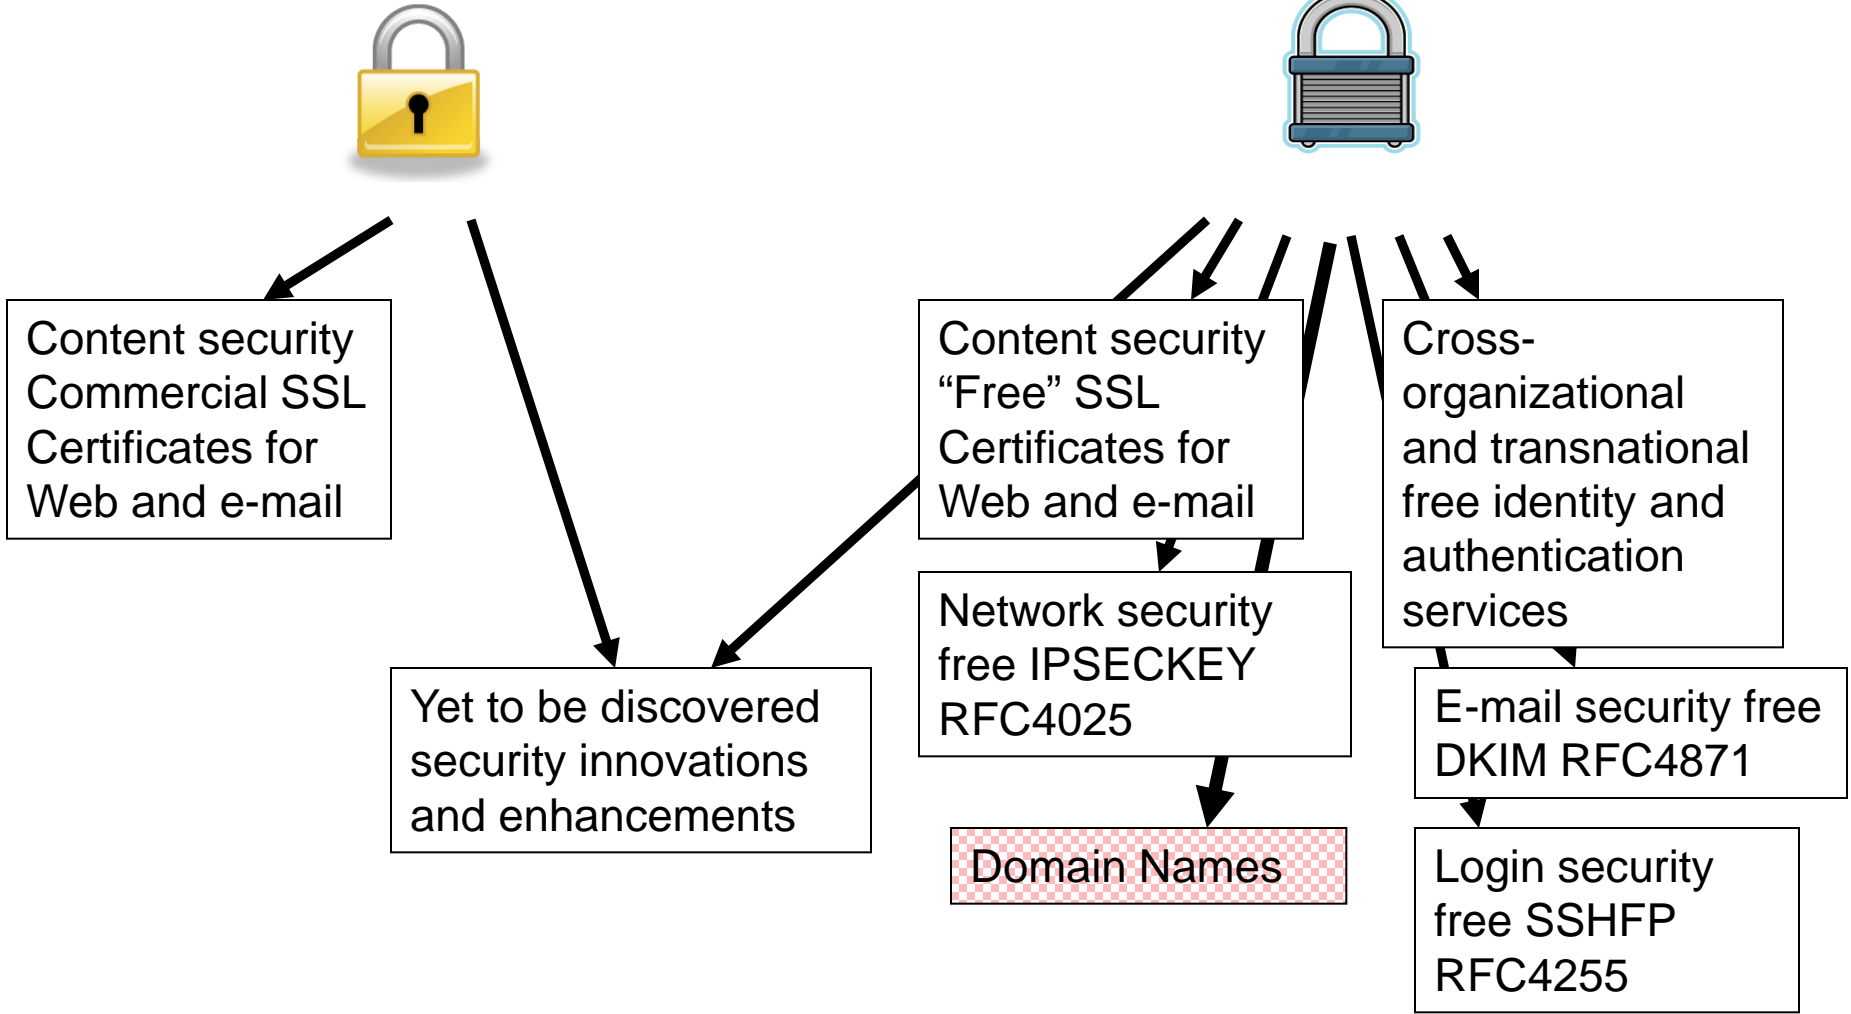 Content security
Commercial SSL
Certificates for
Web and e-mail
Content security
“Free” SSL
Certificates for
Web and e-mail
Cross-
organizational
and transnational
free identity and
authentication
services
Network security
free IPSECKEY
RFC4025
Yet to be discovered
security innovations
and enhancements
E-mail security free
DKIM RFC4871
Domain Names
Login security
free SSHFP
RFC4255